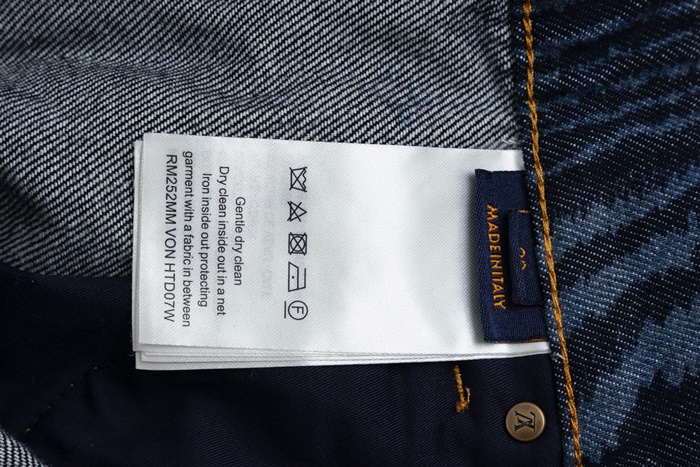 Gentle dry clean
Dry clean inside out in a net
Iron inside out protecting
garment with a fabric in between
RM252MM VON HTD07W
F
MADE IN ITALY
LV